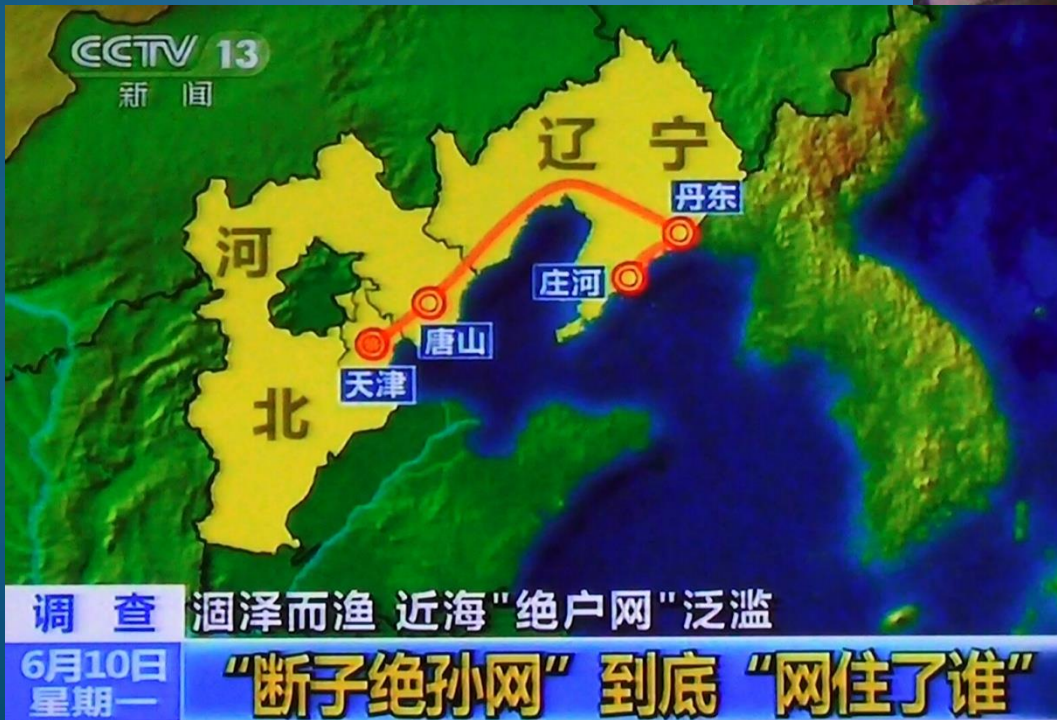 CCTV 13
新 闻
辽 宁
丹东
河
北
庄河
唐山
天津
调 查
涸泽而渔 近海"绝户网"泛滥
6月10日
星期一
“断子绝孙网”到底“网住了谁”